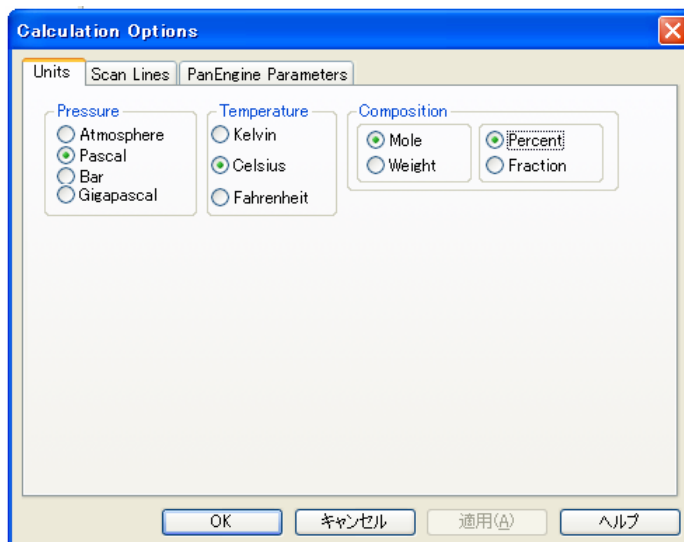 Calculation Options
Units Scan Lines PanEngine Parameters
Pressure
Atmosphere
Pascal
Bar
Gigapascal
Temperature
Kelvin
Celsius
Fahrenheit
Composition
Mole
Weight
Percent
Fraction
OK キャンセル 適用(A) ヘルプ